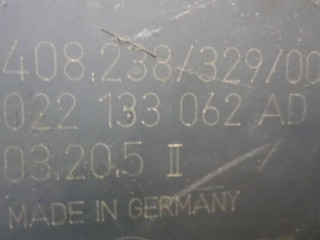 408.238/329/00
022 133 062 AD
03.20.5 II
MADE IN GERMANY